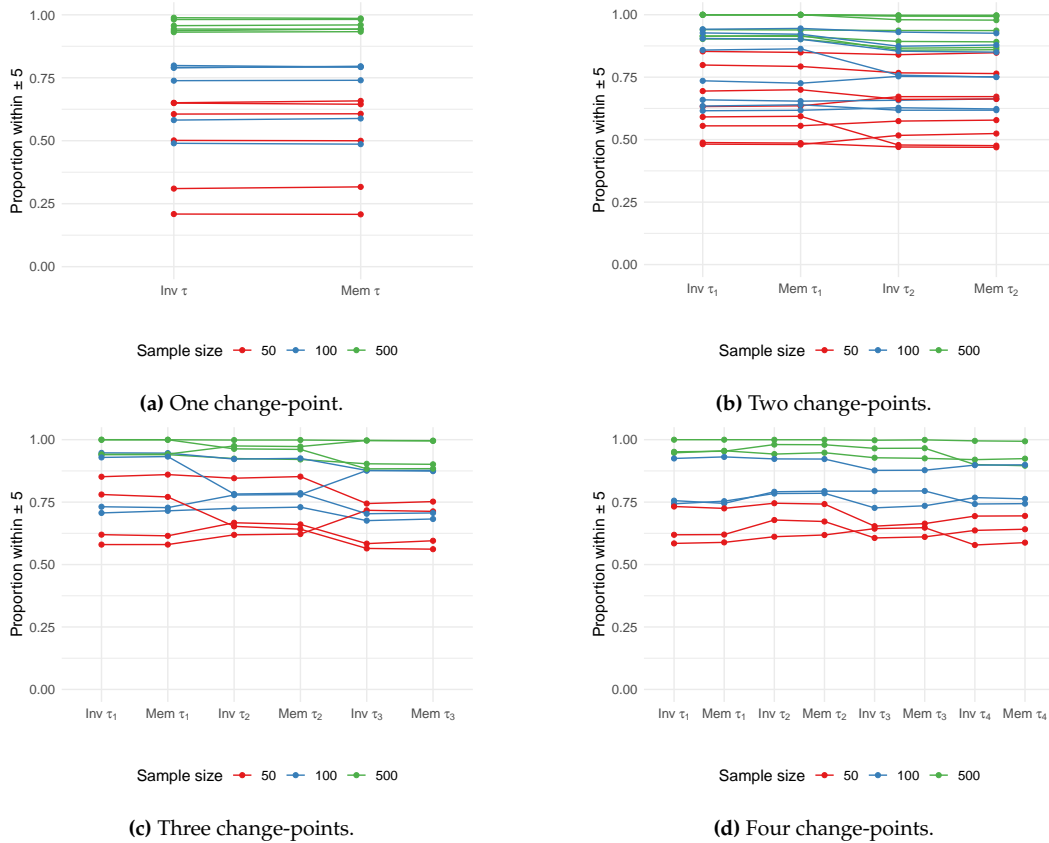 Proportion within ± 5
1.00
0.75
0.50
0.25
0.00
Inv τ Mem τ
Sample size 50 100 500
(a) One change-point.
Proportion within ± 5
1.00
0.75
0.50
0.25
0.00
Inv τ1 Mem τ1 Inv τ2 Mem τ2
Sample size 50 100 500
(b) Two change-points.
Proportion within ± 5
1.00
0.75
0.50
0.25
0.00
Inv τ1 Mem τ1 Inv τ2 Mem τ2 Inv τ3 Mem τ3
Sample size 50 100 500
(c) Three change-points.
Proportion within ± 5
1.00
0.75
0.50
0.25
0.00
Inv τ1 Mem τ1 Inv τ2 Mem τ2 Inv τ3 Mem τ3 Inv τ4 Mem τ4
Sample size 50 100 500
(d) Four change-points.